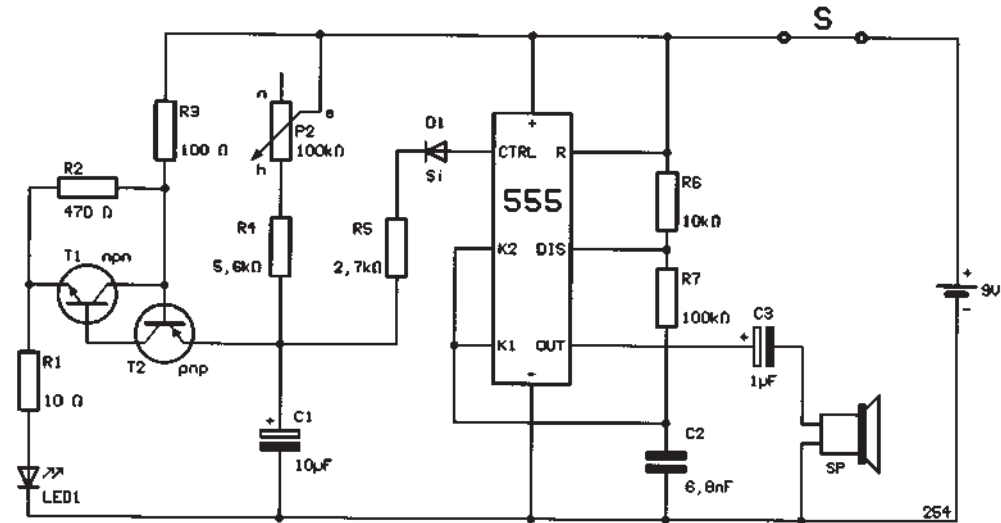 S
R3
100 Ω
n
e
P2
100kΩ
h
D1
Si
+
CTRL
R
555
R2
470 Ω
R6
10kΩ
R4
5,6kΩ
R5
2,7kΩ
K2
DIS
T1
npn
R7
100kΩ
+
9V
-
C3
+
1µF
T2
pnp
K1
OUT
-
R1
10 Ω
+
C1
10µF
C2
6,8nF
SP
LED1
254